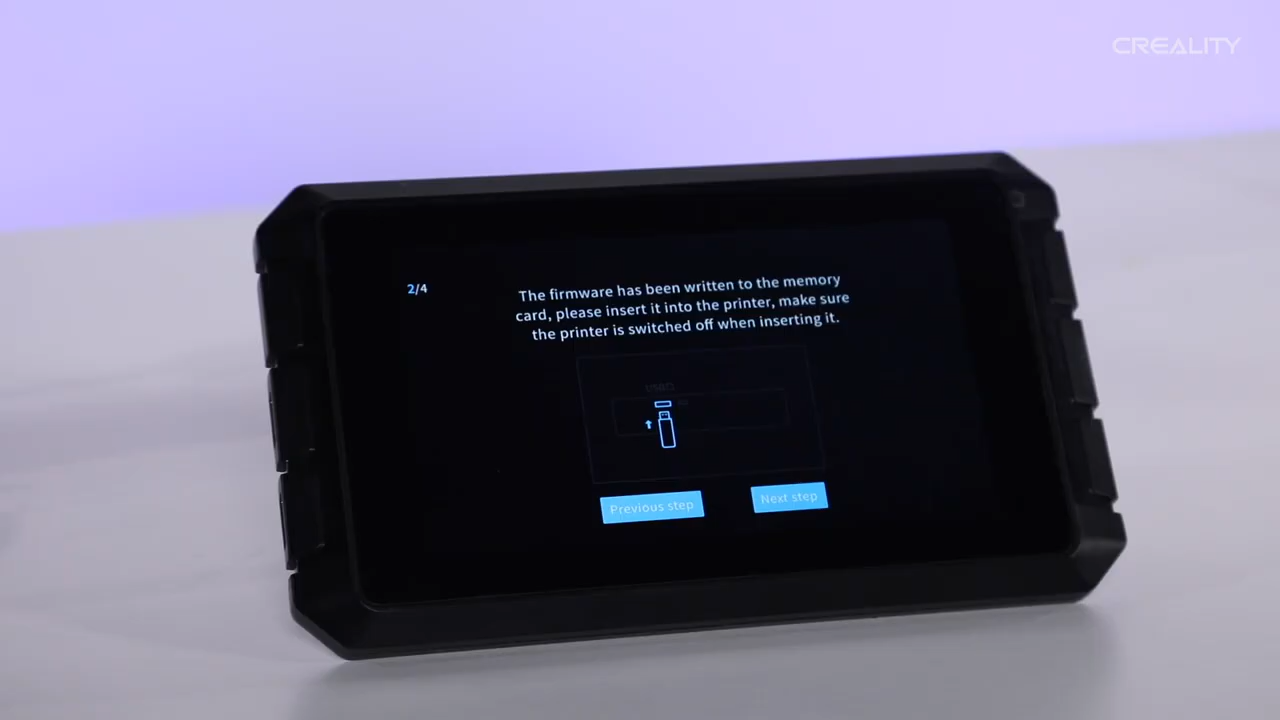 CREALITY
2/4
The firmware has been written to the memory
card, please insert it into the printer, make sure
the printer is switched off when inserting it.
Previous step
Next step